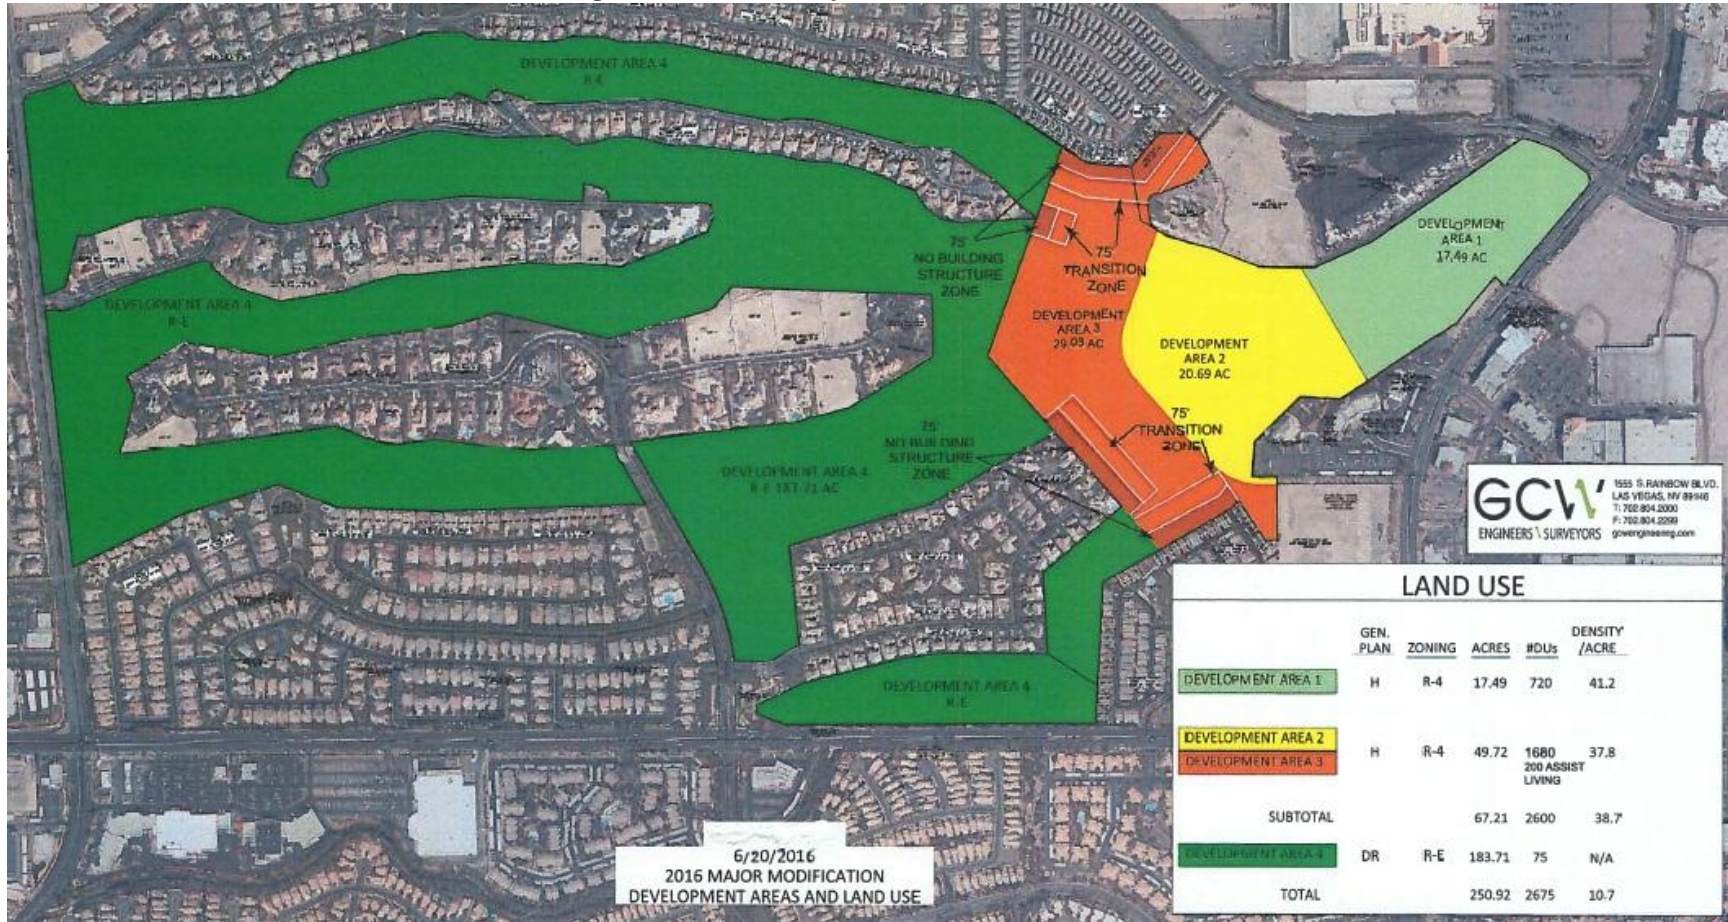 DEVELOPMENT AREA 4
R-E
DEVELOPMENT AREA 4
R-E
75'
NO BUILDING
STRUCTURE
ZONE
75'
TRANSITION
ZONE
DEVELOPMENT
AREA 1
17.49 AC
DEVELOPMENT
AREA 3
29.03 AC
DEVELOPMENT
AREA 2
20.69 AC
75'
TRANSITION
ZONE
75'
NO BUILDING
STRUCTURE
ZONE
DEVELOPMENT AREA 4
R-E 183.71 AC
DEVELOPMENT AREA 4
R-E
GCW
ENGINEERS \ SURVEYORS
1555 S. RAINBOW BLVD.
LAS VEGAS, NV 89146
T: 702.804.2000
F: 702.804.2299
gcwengineering.com
LAND USE
GEN. PLAN ZONING ACRES #DUs DENSITY /ACRE
DEVELOPMENT AREA 1 H R-4 17.49 720 41.2
DEVELOPMENT AREA 2
DEVELOPMENT AREA 3 H R-4 49.72 1680 37.8
200 ASSIST
LIVING
SUBTOTAL 67.21 2600 38.7
DEVELOPMENT AREA 4 DR R-E 183.71 75 N/A
TOTAL 250.92 2675 10.7
6/20/2016
2016 MAJOR MODIFICATION
DEVELOPMENT AREAS AND LAND USE